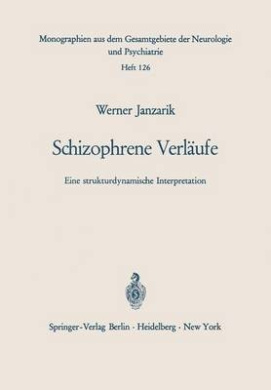 Monographien aus dem Gesamtgebiete der Neurologie
und Psychiatrie
Heft 126
Werner Janzarik
Schizophrene Verläufe
Eine strukturdynamische Interpretation
Springer-Verlag Berlin · Heidelberg · New York